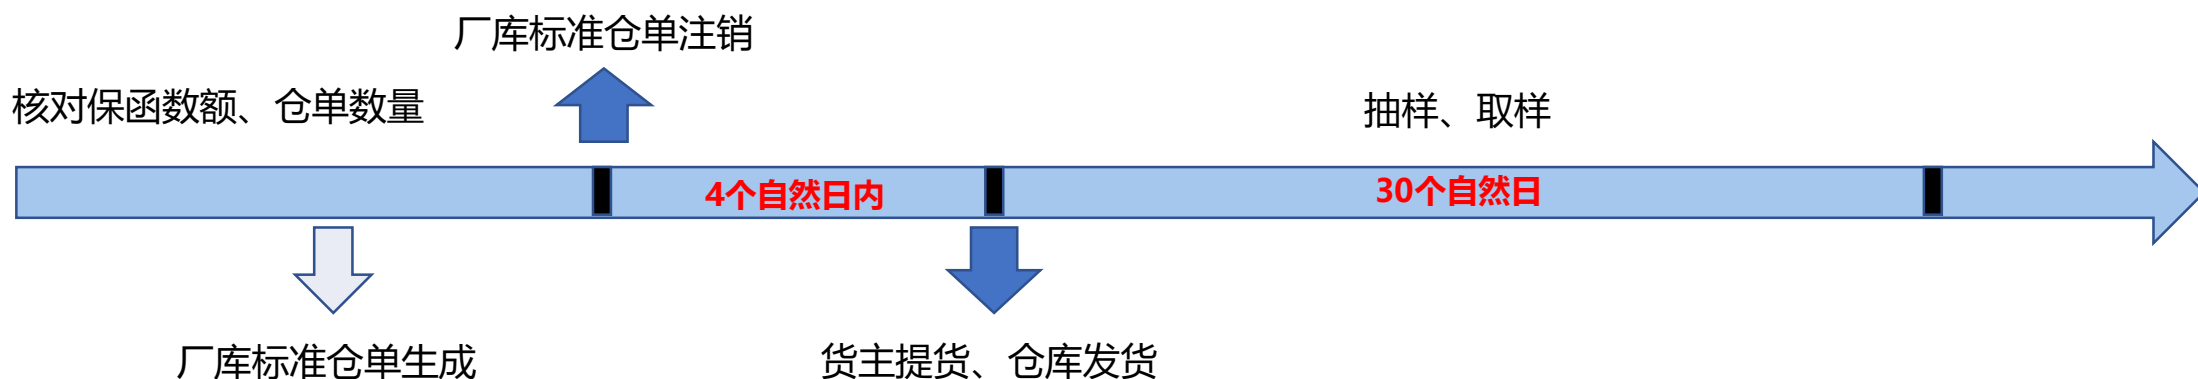 厂库标准仓单注销
核对保函数额、仓单数量
抽样、取样
4个自然日内
30个自然日
厂库标准仓单生成
货主提货、仓库发货